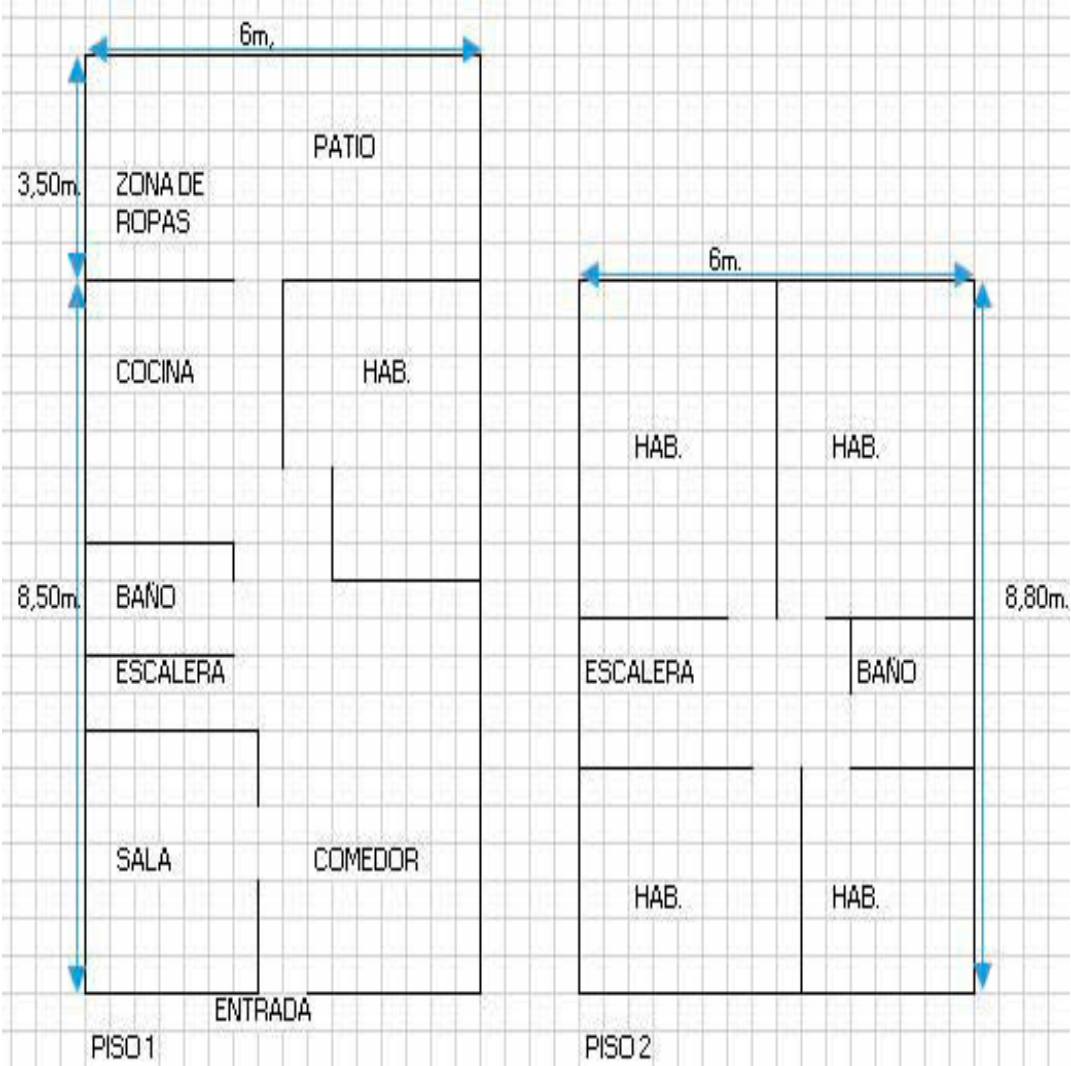 6m,
PATIO
3,50m.
ZONA DE
ROPAS
COCINA
HAB.
8,50m.
BAÑO
ESCALERA
SALA
COMEDOR
ENTRADA
PISO 1
6m.
HAB.
HAB.
8,80m.
ESCALERA
BAÑO
HAB.
HAB.
PISO 2